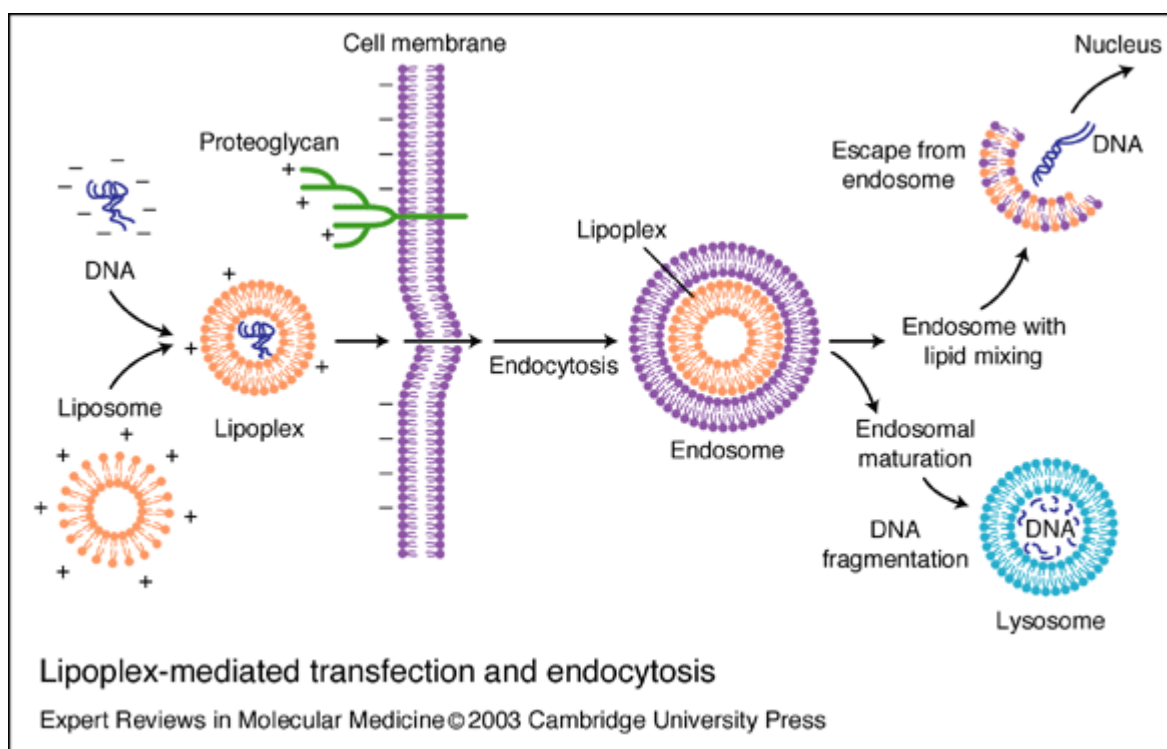 Cell membrane
Nucleus
Proteoglycan
DNA
Escape from
endosome
Lipoplex
DNA
Endosome with
lipid mixing
Endocytosis
Liposome
Lipoplex
Endosome
Endosomal
maturation
DNA
fragmentation
DNA
Lysosome
Lipoplex-mediated transfection and endocytosis
Expert Reviews in Molecular Medicine©2003 Cambridge University Press